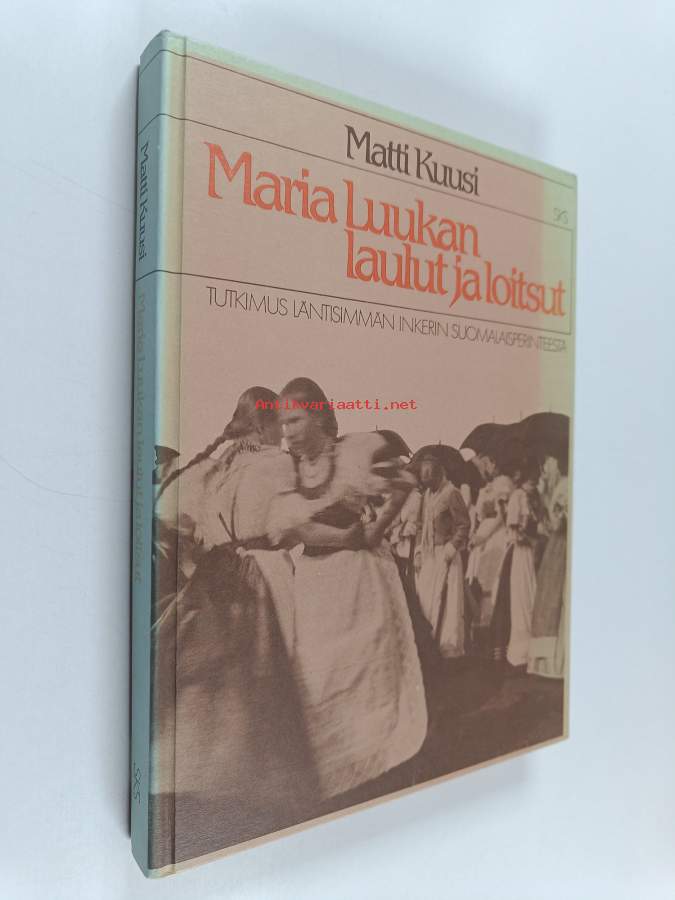 Matti Kuusi
SKS
Maria Luukan
laulut ja loitsut
TUTKIMUS LÄNTISIMMÄN INKERIN SUOMALAISPERINTEESTÄ
Antikvariaatti.net
Matti Kuusi
Maria Luukan laulut ja loitsut
SKS